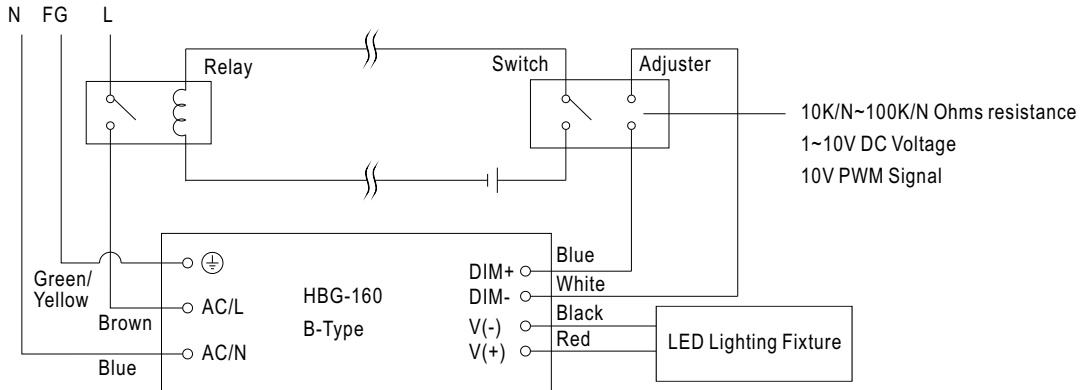 N FG L
Relay
Switch
Adjuster
10K/N~100K/N Ohms resistance
1~10V DC Voltage
10V PWM Signal
Green/
Yellow
Brown
Blue
AC/L
AC/N
HBG-160
B-Type
DIM+
DIM-
V(-)
V(+)
Blue
White
Black
Red
LED Lighting Fixture